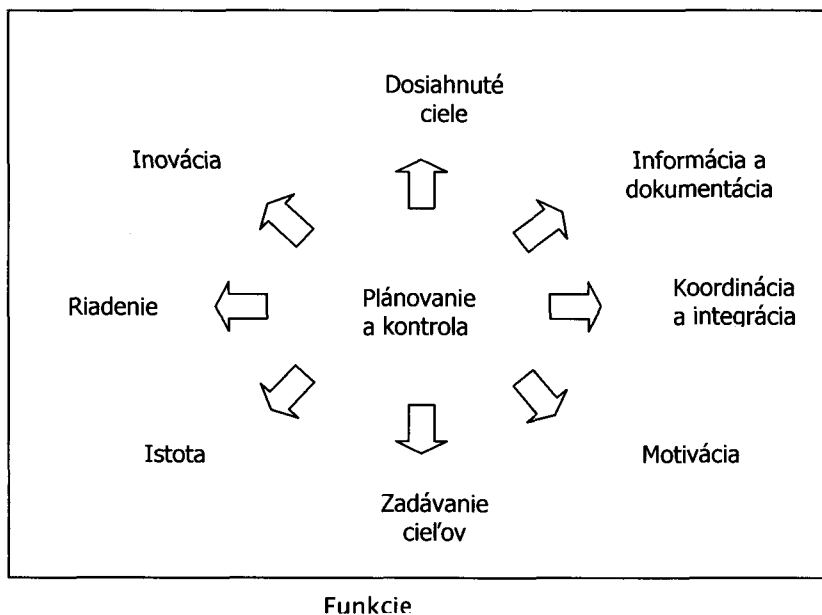 Dosiahnuté
ciele
Inovácia
Informácia a
dokumentácia
Riadenie
Plánovanie
a kontrola
Koordinácia
a integrácia
Istota
Motivácia
Zadávanie
cieľov
Funkcie